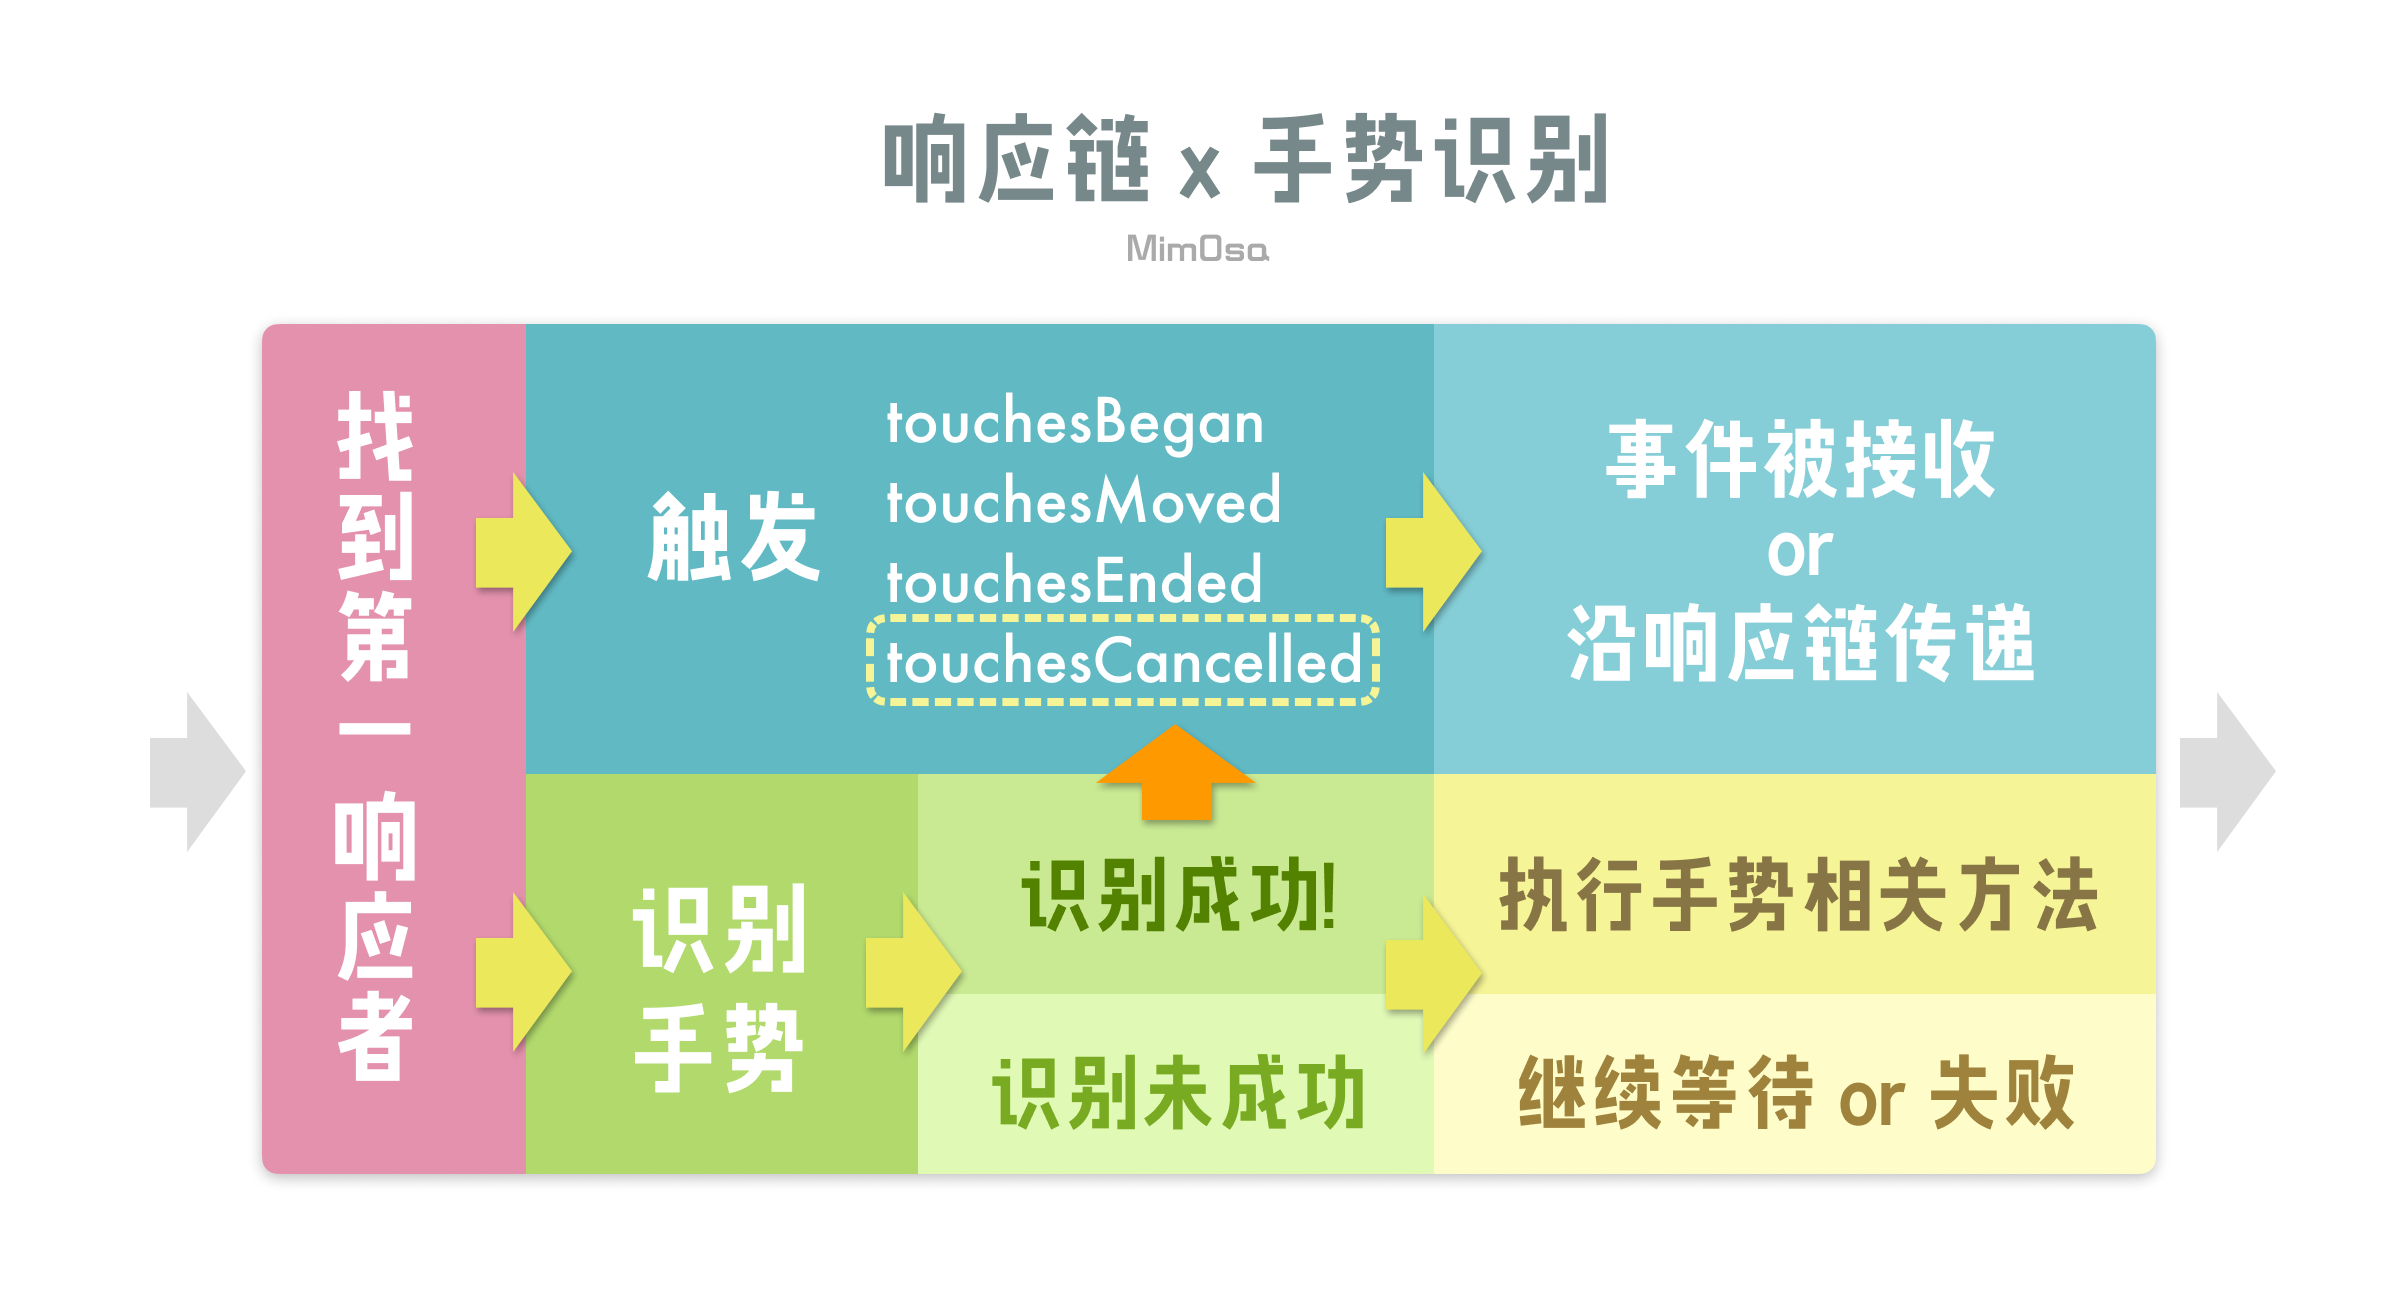 响应链 x 手势识别
MimOsa
找到第一响应者
触发
touchesBegan
touchesMoved
touchesEnded
touchesCancelled
事件被接收
or
沿响应链传递
识别
手势
识别成功!
执行手势相关方法
识别未成功
继续等待 or 失败